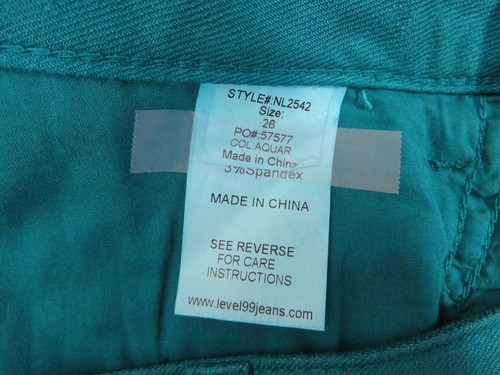 STYLE#:NL2542
Size:
26
PO#:57577
COL:AQUAR
Made in China
3%Spandex
MADE IN CHINA
SEE REVERSE
FOR CARE
INSTRUCTIONS
www.level99jeans.com